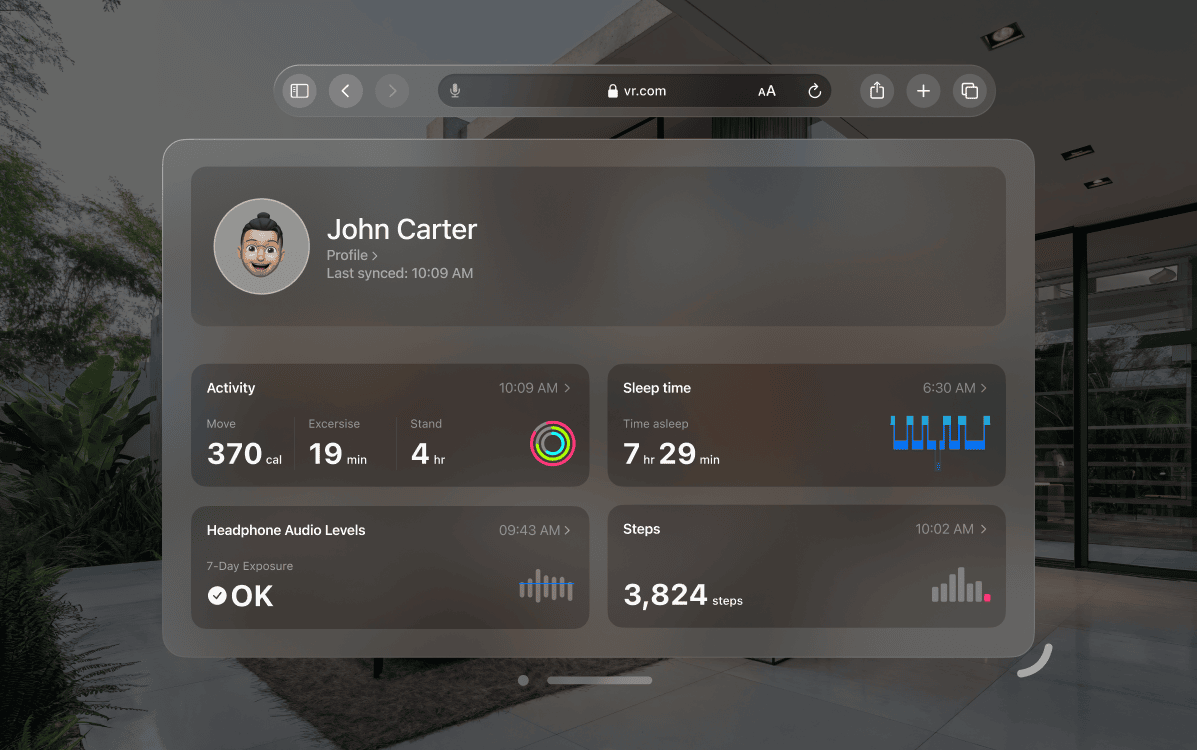 vr.com
AA
John Carter
Profile >
Last synced: 10:09 AM
Activity
10:09 AM >
Move
Excersise
Stand
370 cal
19 min
4 hr
Sleep time
6:30 AM >
Time asleep
7 hr 29 min
Headphone Audio Levels
09:43 AM >
7-Day Exposure
OK
Steps
10:02 AM >
3,824 steps